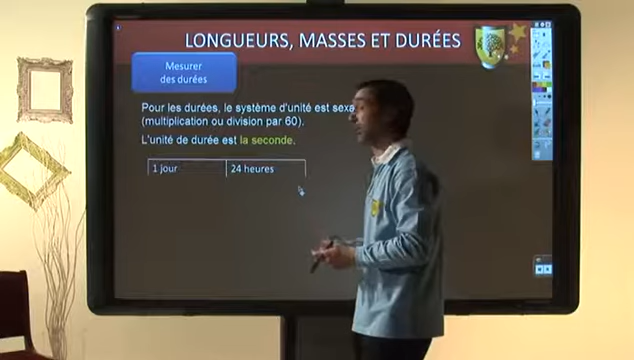 LONGUEURS, MASSES ET DURÉES
Mesurer
des durées
Pour les durées, le système d'unité est
(multiplication ou division par 60).
L'unité de durée est la seconde.
1 jour 24 heures